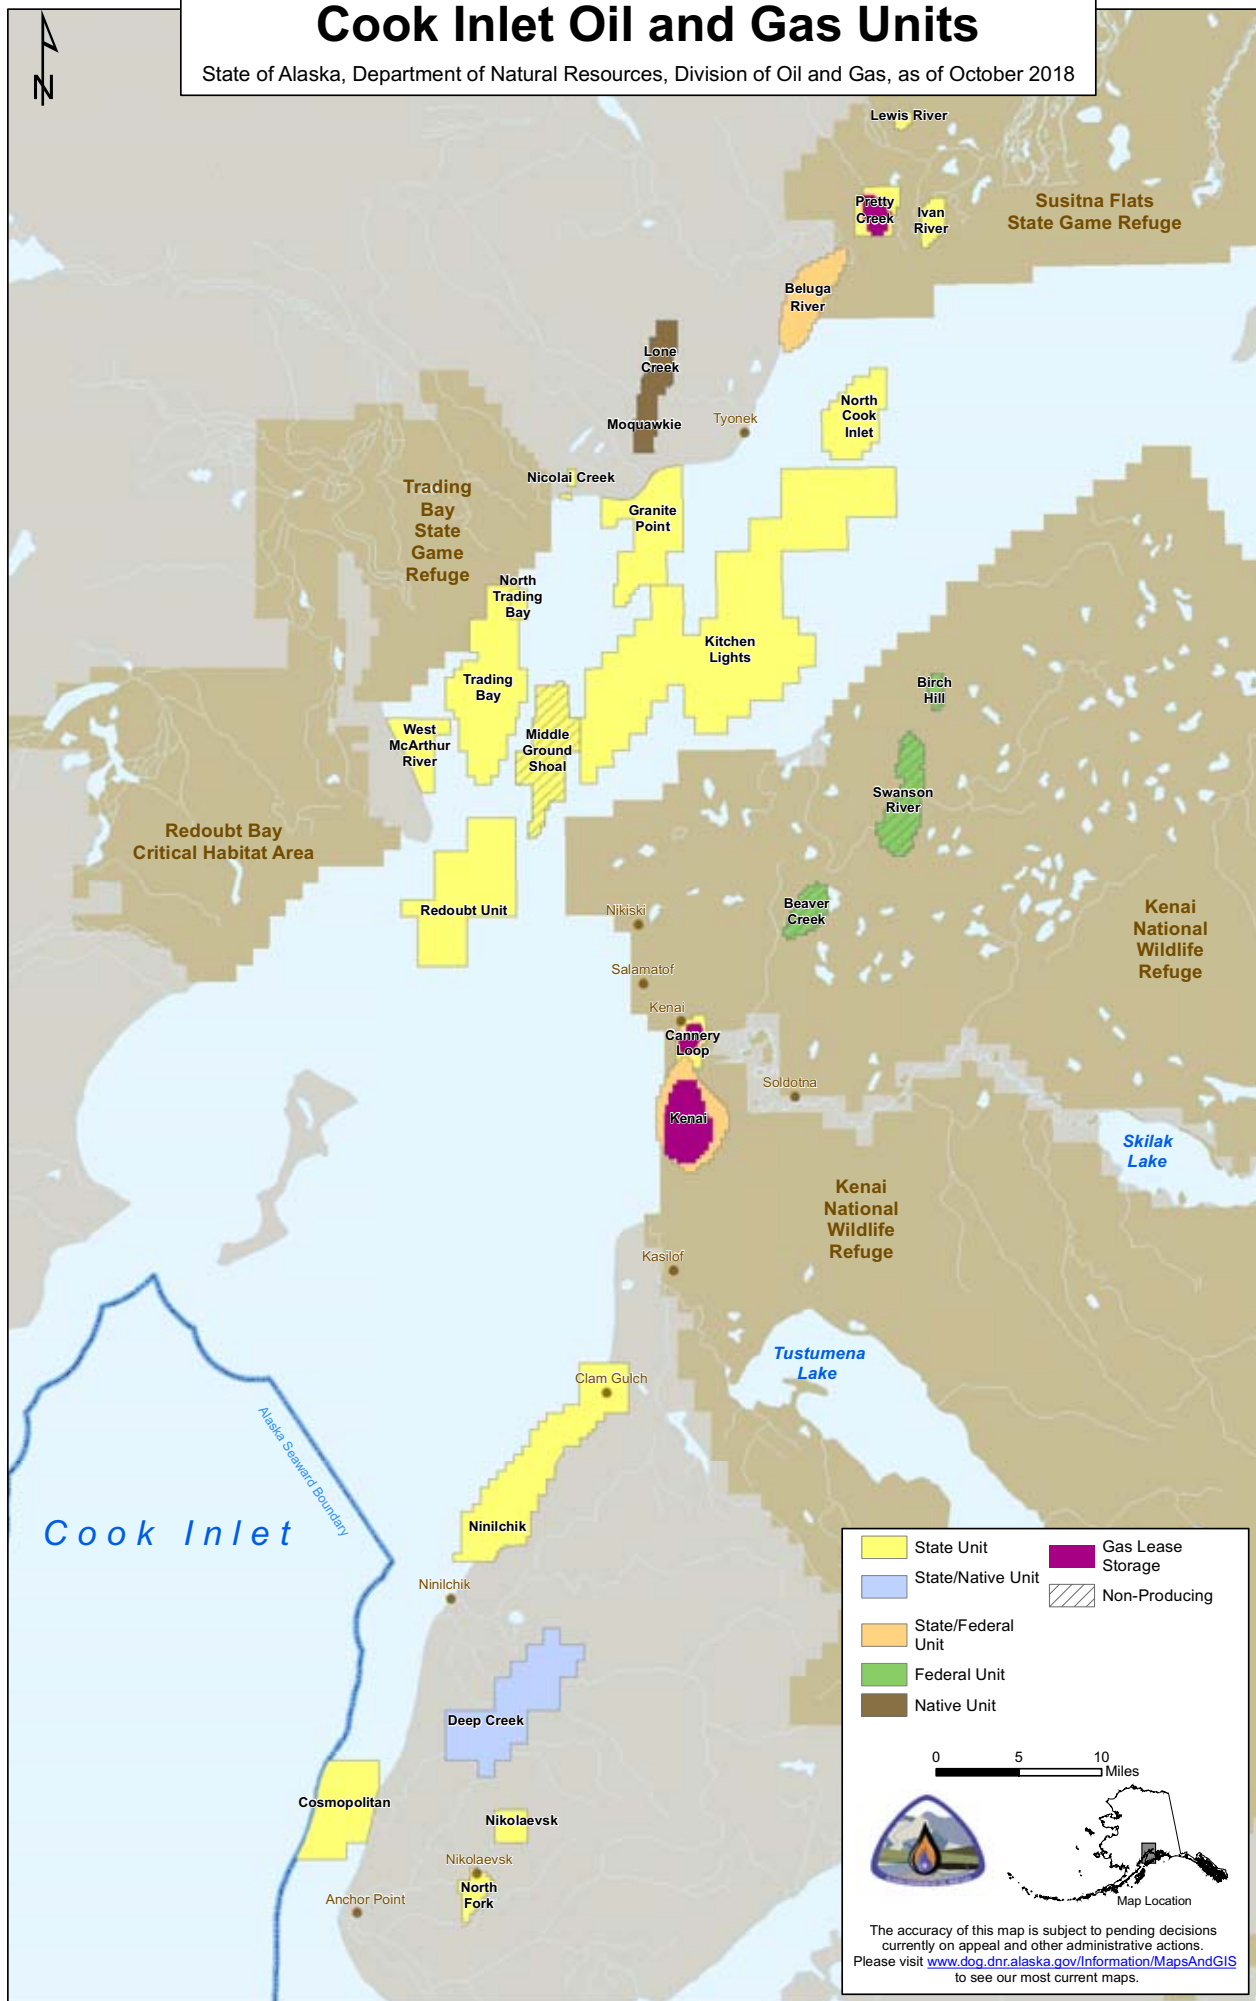 Cook Inlet Oil and Gas Units
State of Alaska, Department of Natural Resources, Division of Oil and Gas, as of October 2018
N
Lewis River
Pretty
Creek
Ivan
River
Susitna Flats
State Game Refuge
Beluga
River
Lone
Creek
Moquawkie
Tyonek
North
Cook
Inlet
Nicolai Creek
Trading
Bay
State
Game
Refuge
Granite
Point
North
Trading
Bay
Kitchen
Lights
Trading
Bay
Birch
Hill
West
McArthur
River
Middle
Ground
Shoal
Swanson
River
Redoubt Bay
Critical Habitat Area
Redoubt Unit
Nikiski
Beaver
Creek
Kenai
National
Wildlife
Refuge
Salamatof
Kenai
Cannery
Loop
Soldotna
Kenai
Skilak
Lake
Kenai
National
Wildlife
Refuge
Kasilof
Tustumena
Lake
Clam Gulch
Alaska Seaward Boundary
Cook Inlet
Ninilchik
Ninilchik
Deep Creek
Cosmopolitan
Nikolaevsk
Nikolaevsk
North
Fork
Anchor Point
State Unit
State/Native Unit
State/Federal
Unit
Federal Unit
Native Unit
Gas Lease
Storage
Non-Producing
0 5 10
Miles
Map Location
The accuracy of this map is subject to pending decisions
currently on appeal and other administrative actions.
Please visit www.dog.dnr.alaska.gov/Information/MapsAndGIS
to see our most current maps.